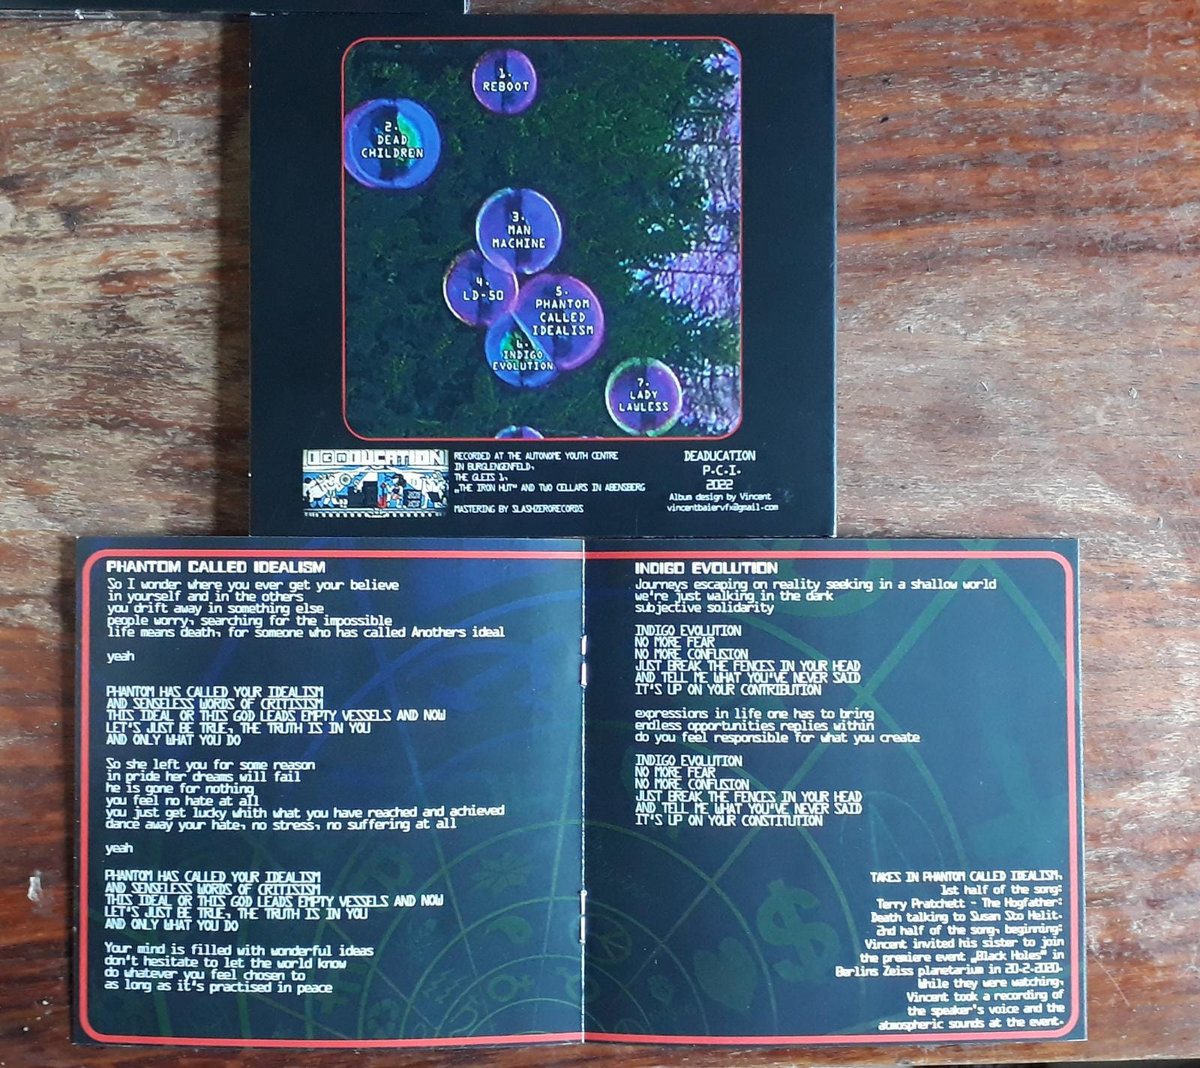 1.
REBOOT
2.
DEAD
CHILDREN
3.
MAN
MACHINE
4.
LD-50
5.
PHANTOM
CALLED
IDEALISM
6.
INDIGO
EVOLUTION
7.
LADY
LAWLESS
DEADUCATION
RECORDED AT THE AUTONOME YOUTH CENTRE
IN BURGLENGENFELD,
THE GLEIS 1,
„THE IRON HUT“ AND TWO CELLARS IN ABENSBERG
MASTERING BY SLASHZERORECORDS
DEADUCATION
P.C.I.
2022
Album design by Vincent
vincentbaiervfx@gmail.com
PHANTOM CALLED IDEALISM
So I wonder where you ever get your believe
in yourself and in the others
you drift away in something else
people worry, searching for the impossible
life means death, for someone who has called Anothers ideal
yeah
PHANTOM HAS CALLED YOUR IDEALISM
AND SENSELESS WORDS OF CRITISISM
THIS IDEAL OR THIS GOD LEADS EMPTY VESSELS AND NOW
LET'S JUST BE TRUE, THE TRUTH IS IN YOU
AND ONLY WHAT YOU DO
So she left you for some reason
in pride her dreams will fail
he is gone for nothing
you feel no hate at all
you just get lucky whith what you have reached and achieved
dance away your hate, no stress, no suffering at all
yeah
PHANTOM HAS CALLED YOUR IDEALISM
AND SENSELESS WORDS OF CRITISISM
THIS IDEAL OR THIS GOD LEADS EMPTY VESSELS AND NOW
LET'S JUST BE TRUE, THE TRUTH IS IN YOU
AND ONLY WHAT YOU DO
Your mind is filled with wonderful ideas
don't hesitate to let the world know
do whatever you feel chosen to
as long as it's practised in peace
INDIGO EVOLUTION
Journeys escaping on reality seeking in a shallow world
we're just walking in the dark
subjective solidarity
INDIGO EVOLUTION
NO MORE FEAR
NO MORE CONFUSION
JUST BREAK THE FENCES IN YOUR HEAD
AND TELL ME WHAT YOU'VE NEVER SAID
IT'S UP ON YOUR CONTRIBUTION
expressions in life one has to bring
endless opportunities replies within
do you feel responsible for what you create
INDIGO EVOLUTION
NO MORE FEAR
NO MORE CONFUSION
JUST BREAK THE FENCES IN YOUR HEAD
AND TELL ME WHAT YOU'VE NEVER SAID
IT'S UP ON YOUR CONSTITUTION
TAKES IN PHANTOM CALLED IDEALISM,
1st half of the song:
Terry Pratchett - The Hogfather:
Death talking to Susan Sto Helit.
2nd half of the song, beginning:
Vincent invited his sister to join
the premiere event „Black Holes“ in
Berlins Zeiss planetarium in 20-2-2020.
While they were watching,
Vincent took a recording of
the speaker's voice and the
atmospheric sounds at the event.